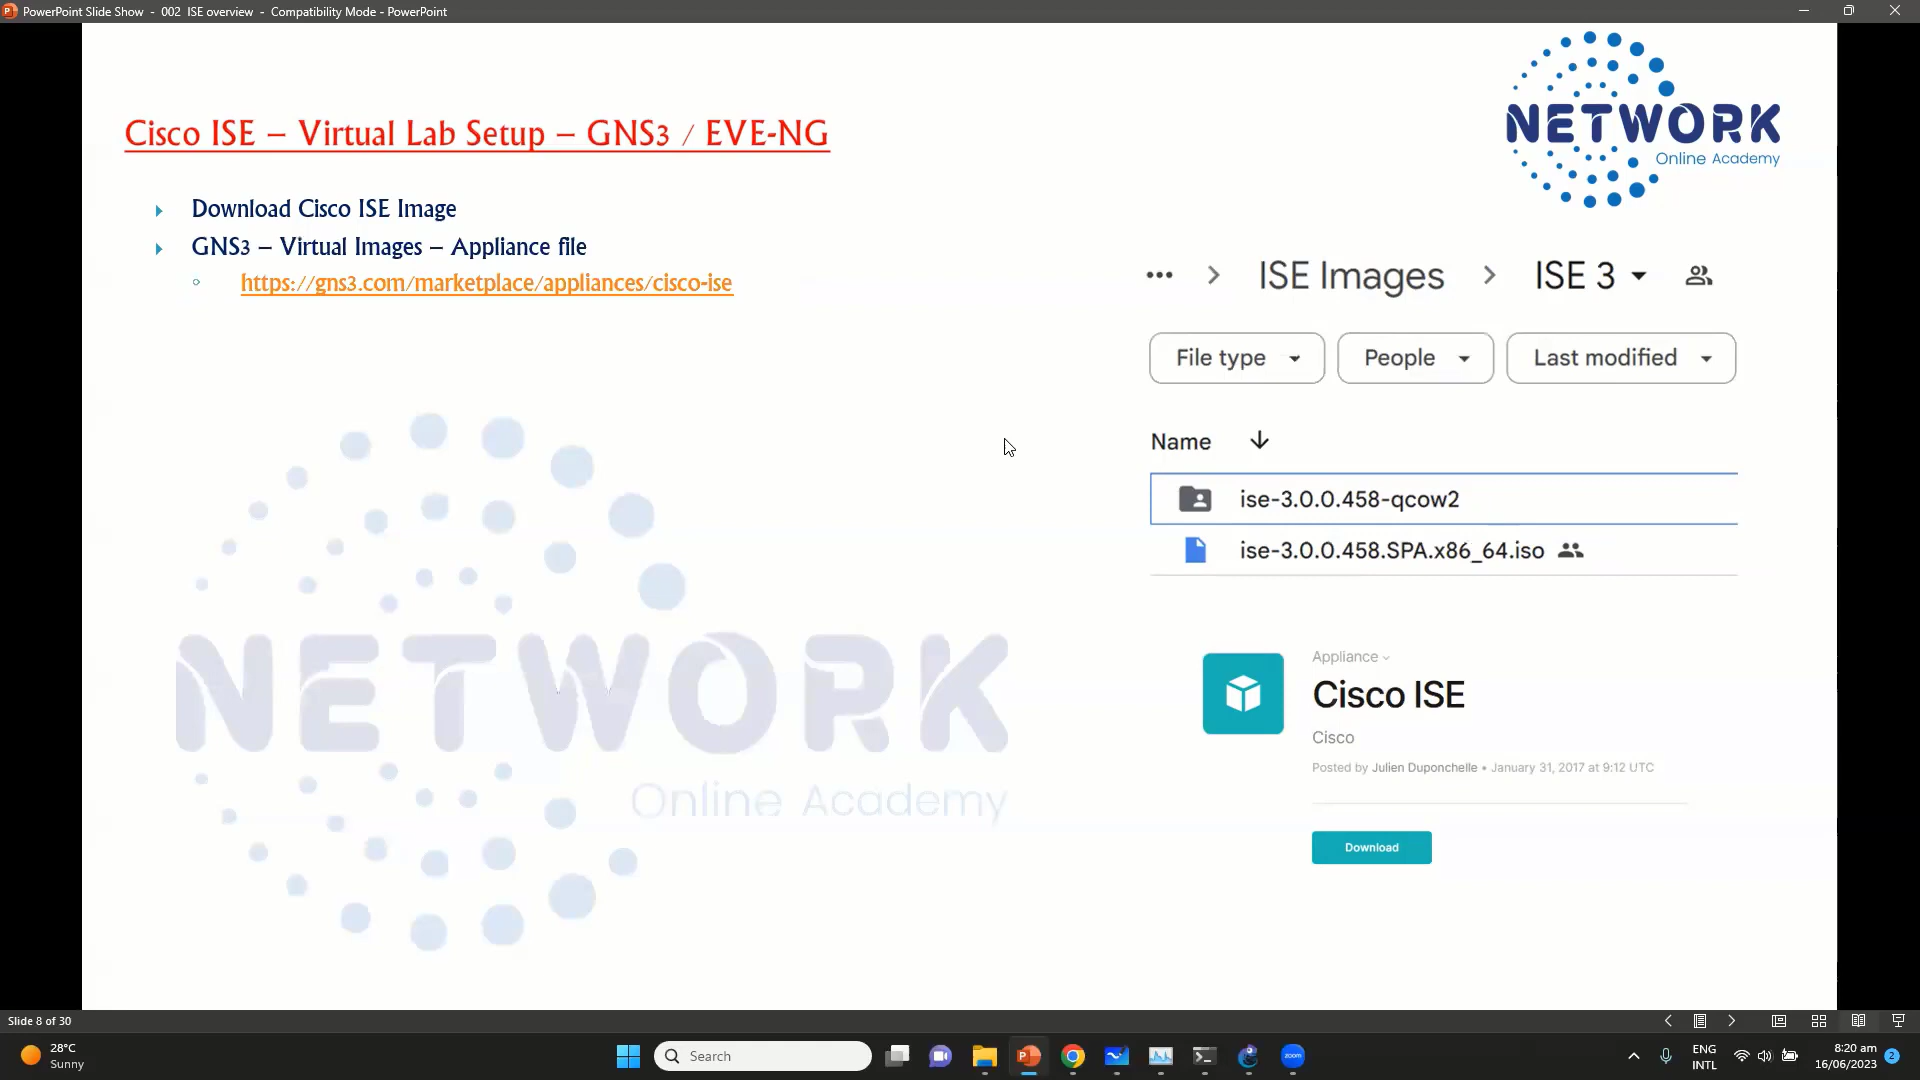 PowerPoint Slide Show - 002 ISE overview - Compatibility Mode - PowerPoint
NETWORK
Online Academy
Cisco ISE – Virtual Lab Setup – GNS3 / EVE-NG
Download Cisco ISE Image
GNS3 – Virtual Images – Appliance file
https://gns3.com/marketplace/appliances/cisco-ise
ISE Images
ISE 3
File type
People
Last modified
Name
ise-3.0.0.458-qcow2
ise-3.0.0.458.SPA.x86_64.iso
Appliance
Cisco ISE
Cisco
Posted by Julien Duponchelle • January 31, 2017 at 9:12 UTC
Download
NETWORK
Online Academy
Slide 8 of 30
28°C
Sunny
Search
zoom
ENG
INTL
8:20 am
16/06/2023
2